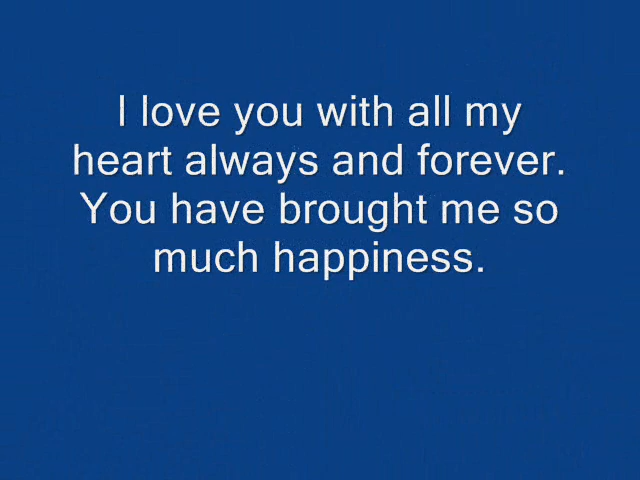 I love you with all my
heart always and forever.
You have brought me so
much happiness.